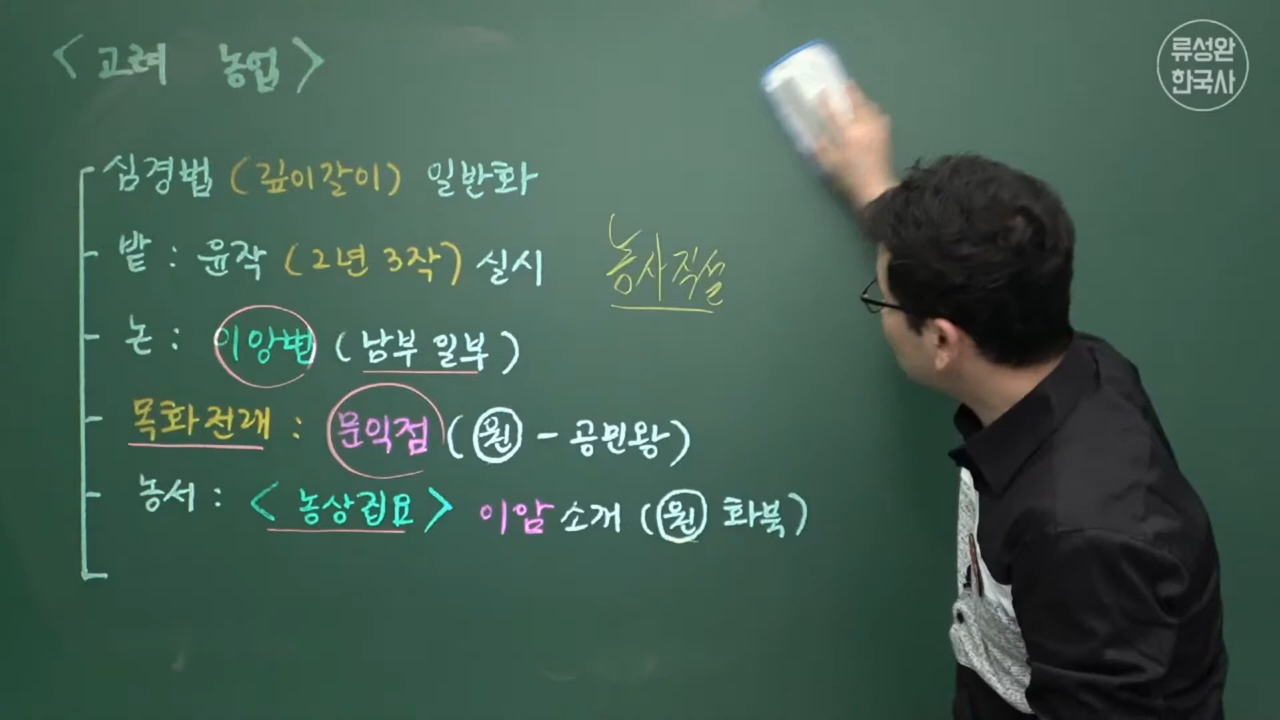 <고려 농업>
심경법 (깊이갈이) 일반화
밭 : 윤작 (2년 3작) 실시
농사직설
논 : 이앙법 (남부 일부)
목화전래 : 문익점 (원 - 공민왕)
농서 : <농상집요> 이암 소개 (원 화북)
류성완
한국사